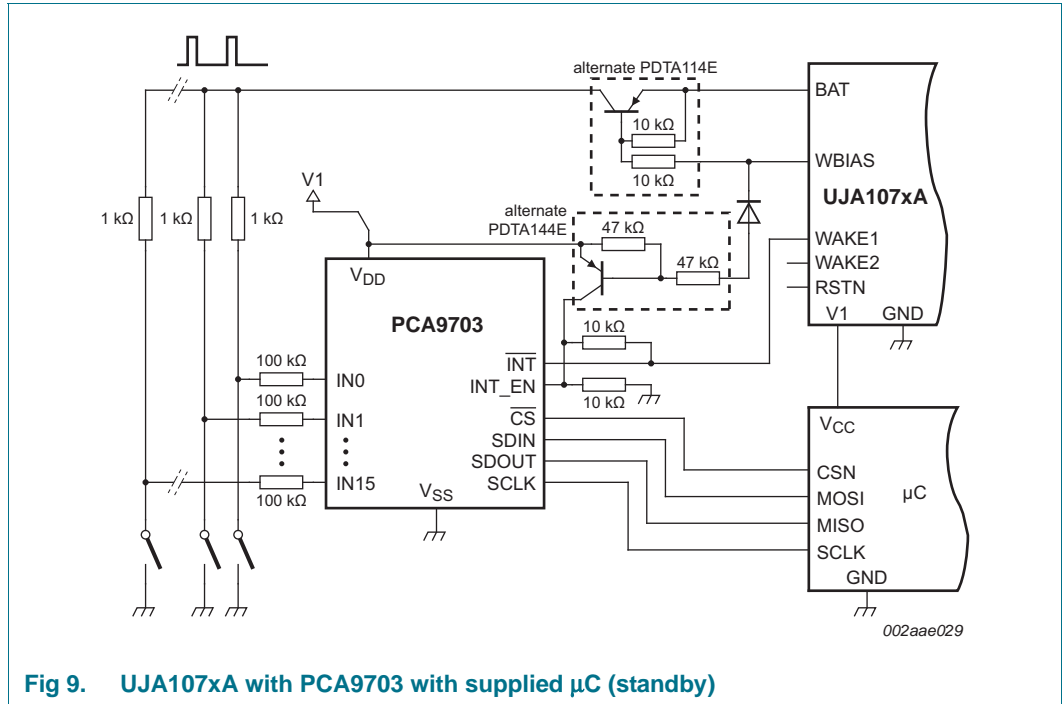 alternate PDTA114E
BAT
10 kΩ
10 kΩ
WBIAS
UJA107xA
V1
1 kΩ
1 kΩ
1 kΩ
alternate
PDTA144E
47 kΩ
47 kΩ
WAKE1
WAKE2
RSTN
V1
GND
VDD
PCA9703
10 kΩ
INT
INT_EN
10 kΩ
100 kΩ
IN0
100 kΩ
IN1
100 kΩ
IN15
CS
SDIN
SDOUT
SCLK
VSS
VCC
CSN
MOSI
MISO
SCLK
µC
GND
002aae029
Fig 9. UJA107xA with PCA9703 with supplied µC (standby)